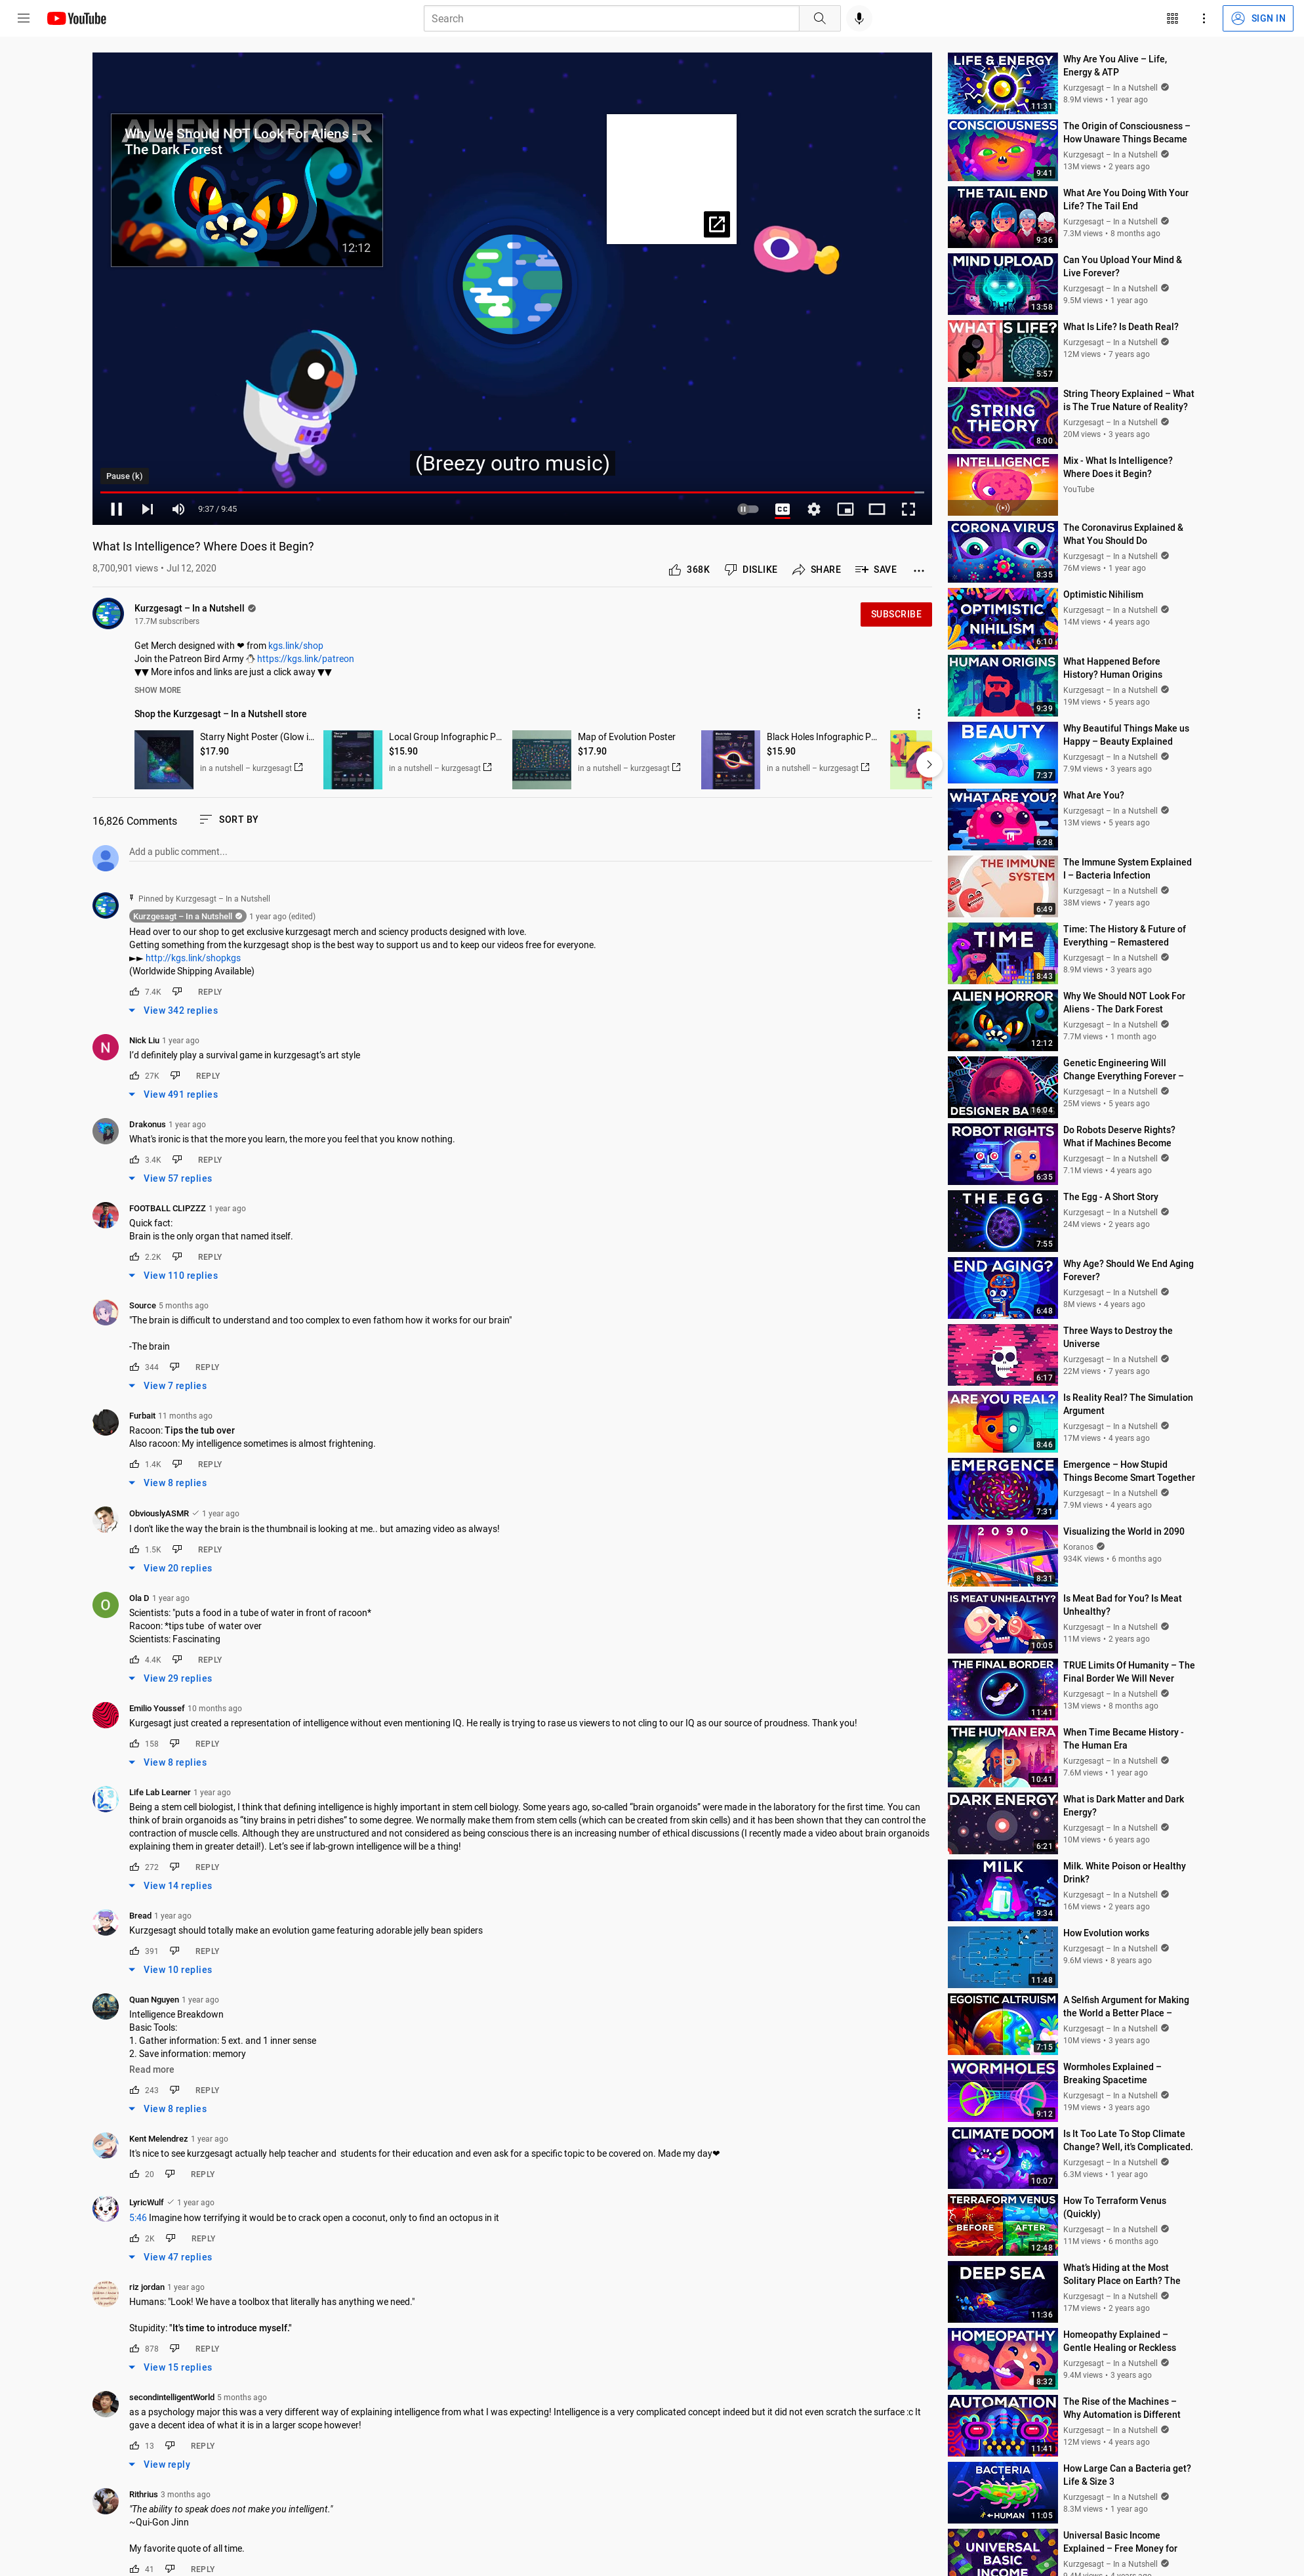 YouTube
Search
SIGN IN
ALIEN HORROR
Why We Should NOT Look For Aliens -
The Dark Forest
12:12
(Breezy outro music)
Pause (k)
9:37 / 9:45
CC
What Is Intelligence? Where Does it Begin?
8,700,901 views • Jul 12, 2020
368K
DISLIKE
SHARE
SAVE
Kurzgesagt – In a Nutshell
17.7M subscribers
SUBSCRIBE
Get Merch designed with ❤ from kgs.link/shop
Join the Patreon Bird Army 🐧 https://kgs.link/patreon
▼▼ More infos and links are just a click away ▼▼
SHOW MORE
Shop the Kurzgesagt – In a Nutshell store
Starry Night Poster (Glow i...
$17.90
in a nutshell – kurzgesagt
Local Group Infographic P...
$15.90
in a nutshell – kurzgesagt
Map of Evolution Poster
$17.90
in a nutshell – kurzgesagt
Black Holes Infographic P...
$15.90
in a nutshell – kurzgesagt
16,826 Comments
SORT BY
Add a public comment...
Pinned by Kurzgesagt – In a Nutshell
Kurzgesagt – In a Nutshell 1 year ago (edited)
Head over to our shop to get exclusive kurzgesagt merch and sciency products designed with love.
Getting something from the kurzgesagt shop is the best way to support us and to keep our videos free for everyone.
►► http://kgs.link/shopkgs
(Worldwide Shipping Available)
7.4K REPLY
View 342 replies
N
Nick Liu 1 year ago
I'd definitely play a survival game in kurzgesagt's art style
27K REPLY
View 491 replies
Drakonus 1 year ago
What's ironic is that the more you learn, the more you feel that you know nothing.
3.4K REPLY
View 57 replies
FOOTBALL CLIPZZZ 1 year ago
Quick fact:
Brain is the only organ that named itself.
2.2K REPLY
View 110 replies
Source 5 months ago
"The brain is difficult to understand and too complex to even fathom how it works for our brain"
-The brain
344 REPLY
View 7 replies
Furbait 11 months ago
Racoon: Tips the tub over
Also racoon: My intelligence sometimes is almost frightening.
1.4K REPLY
View 8 replies
ObviouslyASMR 1 year ago
I don't like the way the brain is the thumbnail is looking at me.. but amazing video as always!
1.5K REPLY
View 20 replies
O
Ola D 1 year ago
Scientists: "puts a food in a tube of water in front of racoon*
Racoon: *tips tube of water over
Scientists: Fascinating
4.4K REPLY
View 29 replies
Emilio Youssef 10 months ago
Kurgesagt just created a representation of intelligence without even mentioning IQ. He really is trying to rase us viewers to not cling to our IQ as our source of proudness. Thank you!
158 REPLY
View 8 replies
Life Lab Learner 1 year ago
Being a stem cell biologist, I think that defining intelligence is highly important in stem cell biology. Some years ago, so-called "brain organoids" were made in the laboratory for the first time. You can
think of brain organoids as "tiny brains in petri dishes" to some degree. We normally make them from stem cells (which can be created from skin cells) and it has been shown that they can control the
contraction of muscle cells. Although they are unstructured and not considered as being conscious there is an increasing number of ethical discussions (I recently made a video about brain organoids
explaining them in greater detail!). Let's see if lab-grown intelligence will be a thing!
272 REPLY
View 14 replies
Bread 1 year ago
Kurzgesagt should totally make an evolution game featuring adorable jelly bean spiders
391 REPLY
View 10 replies
Quan Nguyen 1 year ago
Intelligence Breakdown
Basic Tools:
1. Gather information: 5 ext. and 1 inner sense
2. Save information: memory
Read more
243 REPLY
View 8 replies
Kent Melendrez 1 year ago
It's nice to see kurzgesagt actually help teacher and students for their education and even ask for a specific topic to be covered on. Made my day❤
20 REPLY
LyricWulf 1 year ago
5:46 Imagine how terrifying it would be to crack open a coconut, only to find an octopus in it
2K REPLY
View 47 replies
riz jordan 1 year ago
Humans: "Look! We have a toolbox that literally has anything we need."
Stupidity: "It's time to introduce myself."
878 REPLY
View 15 replies
secondintelligentWorld 5 months ago
as a psychology major this was a very different way of explaining intelligence from what I was expecting! Intelligence is a very complicated concept indeed but it did not even scratch the surface :c It
gave a decent idea of what it is in a larger scope however!
13 REPLY
View reply
Rithrius 3 months ago
"The ability to speak does not make you intelligent."
~Qui-Gon Jinn
My favorite quote of all time.
41 REPLY
LIFE & ENERGY
11:31
Why Are You Alive – Life,
Energy & ATP
Kurzgesagt – In a Nutshell
8.9M views • 1 year ago
CONSCIOUSNESS
9:41
The Origin of Consciousness –
How Unaware Things Became
Kurzgesagt – In a Nutshell
13M views • 2 years ago
THE TAIL END
9:36
What Are You Doing With Your
Life? The Tail End
Kurzgesagt – In a Nutshell
7.3M views • 8 months ago
MIND UPLOAD
13:58
Can You Upload Your Mind &
Live Forever?
Kurzgesagt – In a Nutshell
9.5M views • 1 year ago
WHAT IS LIFE?
5:57
What Is Life? Is Death Real?
Kurzgesagt – In a Nutshell
12M views • 7 years ago
STRING
THEORY
8:00
String Theory Explained – What
is The True Nature of Reality?
Kurzgesagt – In a Nutshell
20M views • 3 years ago
INTELLIGENCE
Mix - What Is Intelligence?
Where Does it Begin?
YouTube
CORONA VIRUS
8:35
The Coronavirus Explained &
What You Should Do
Kurzgesagt – In a Nutshell
76M views • 1 year ago
OPTIMISTIC
NIHILISM
6:10
Optimistic Nihilism
Kurzgesagt – In a Nutshell
14M views • 4 years ago
HUMAN ORIGINS
9:39
What Happened Before
History? Human Origins
Kurzgesagt – In a Nutshell
19M views • 5 years ago
BEAUTY
7:37
Why Beautiful Things Make us
Happy – Beauty Explained
Kurzgesagt – In a Nutshell
7.9M views • 3 years ago
WHAT ARE YOU?
6:28
What Are You?
Kurzgesagt – In a Nutshell
13M views • 5 years ago
THE IMMUNE
SYSTEM
6:49
The Immune System Explained
I – Bacteria Infection
Kurzgesagt – In a Nutshell
38M views • 7 years ago
TIME
8:43
Time: The History & Future of
Everything – Remastered
Kurzgesagt – In a Nutshell
8.9M views • 3 years ago
ALIEN HORROR
12:12
Why We Should NOT Look For
Aliens - The Dark Forest
Kurzgesagt – In a Nutshell
7.7M views • 1 month ago
DESIGNER BA
16:04
Genetic Engineering Will
Change Everything Forever –
Kurzgesagt – In a Nutshell
25M views • 5 years ago
ROBOT RIGHTS
6:35
Do Robots Deserve Rights?
What if Machines Become
Kurzgesagt – In a Nutshell
7.1M views • 4 years ago
THE EGG
7:55
The Egg - A Short Story
Kurzgesagt – In a Nutshell
24M views • 2 years ago
END AGING?
6:48
Why Age? Should We End Aging
Forever?
Kurzgesagt – In a Nutshell
8M views • 4 years ago
6:17
Three Ways to Destroy the
Universe
Kurzgesagt – In a Nutshell
22M views • 7 years ago
ARE YOU REAL?
8:46
Is Reality Real? The Simulation
Argument
Kurzgesagt – In a Nutshell
17M views • 4 years ago
EMERGENCE
7:31
Emergence – How Stupid
Things Become Smart Together
Kurzgesagt – In a Nutshell
7.9M views • 4 years ago
2090
8:31
Visualizing the World in 2090
Koranos
934K views • 6 months ago
IS MEAT UNHEALTHY?
10:05
Is Meat Bad for You? Is Meat
Unhealthy?
Kurzgesagt – In a Nutshell
11M views • 2 years ago
THE FINAL BORDER
11:41
TRUE Limits Of Humanity – The
Final Border We Will Never
Kurzgesagt – In a Nutshell
13M views • 8 months ago
THE HUMAN ERA
10:41
When Time Became History -
The Human Era
Kurzgesagt – In a Nutshell
7.6M views • 1 year ago
DARK ENERGY
6:21
What is Dark Matter and Dark
Energy?
Kurzgesagt – In a Nutshell
10M views • 6 years ago
MILK
9:34
Milk. White Poison or Healthy
Drink?
Kurzgesagt – In a Nutshell
16M views • 2 years ago
11:48
How Evolution works
Kurzgesagt – In a Nutshell
9.6M views • 8 years ago
EGOISTIC ALTRUISM
7:15
A Selfish Argument for Making
the World a Better Place –
Kurzgesagt – In a Nutshell
10M views • 3 years ago
WORMHOLES
9:12
Wormholes Explained –
Breaking Spacetime
Kurzgesagt – In a Nutshell
19M views • 3 years ago
CLIMATE DOOM
10:07
Is It Too Late To Stop Climate
Change? Well, it's Complicated.
Kurzgesagt – In a Nutshell
6.3M views • 1 year ago
TERRAFORM VENUS
BEFORE AFTER
12:48
How To Terraform Venus
(Quickly)
Kurzgesagt – In a Nutshell
11M views • 6 months ago
DEEP SEA
11:36
What's Hiding at the Most
Solitary Place on Earth? The
Kurzgesagt – In a Nutshell
17M views • 2 years ago
HOMEOPATHY
8:32
Homeopathy Explained –
Gentle Healing or Reckless
Kurzgesagt – In a Nutshell
9.4M views • 3 years ago
AUTOMATION
11:41
The Rise of the Machines –
Why Automation is Different
Kurzgesagt – In a Nutshell
12M views • 4 years ago
BACTERIA
HUMAN
11:05
How Large Can a Bacteria get?
Life & Size 3
Kurzgesagt – In a Nutshell
8.3M views • 1 year ago
UNIVERSAL
BASIC
INCOME
Universal Basic Income
Explained – Free Money for
Kurzgesagt – In a Nutshell
9.4M views • 4 years ago